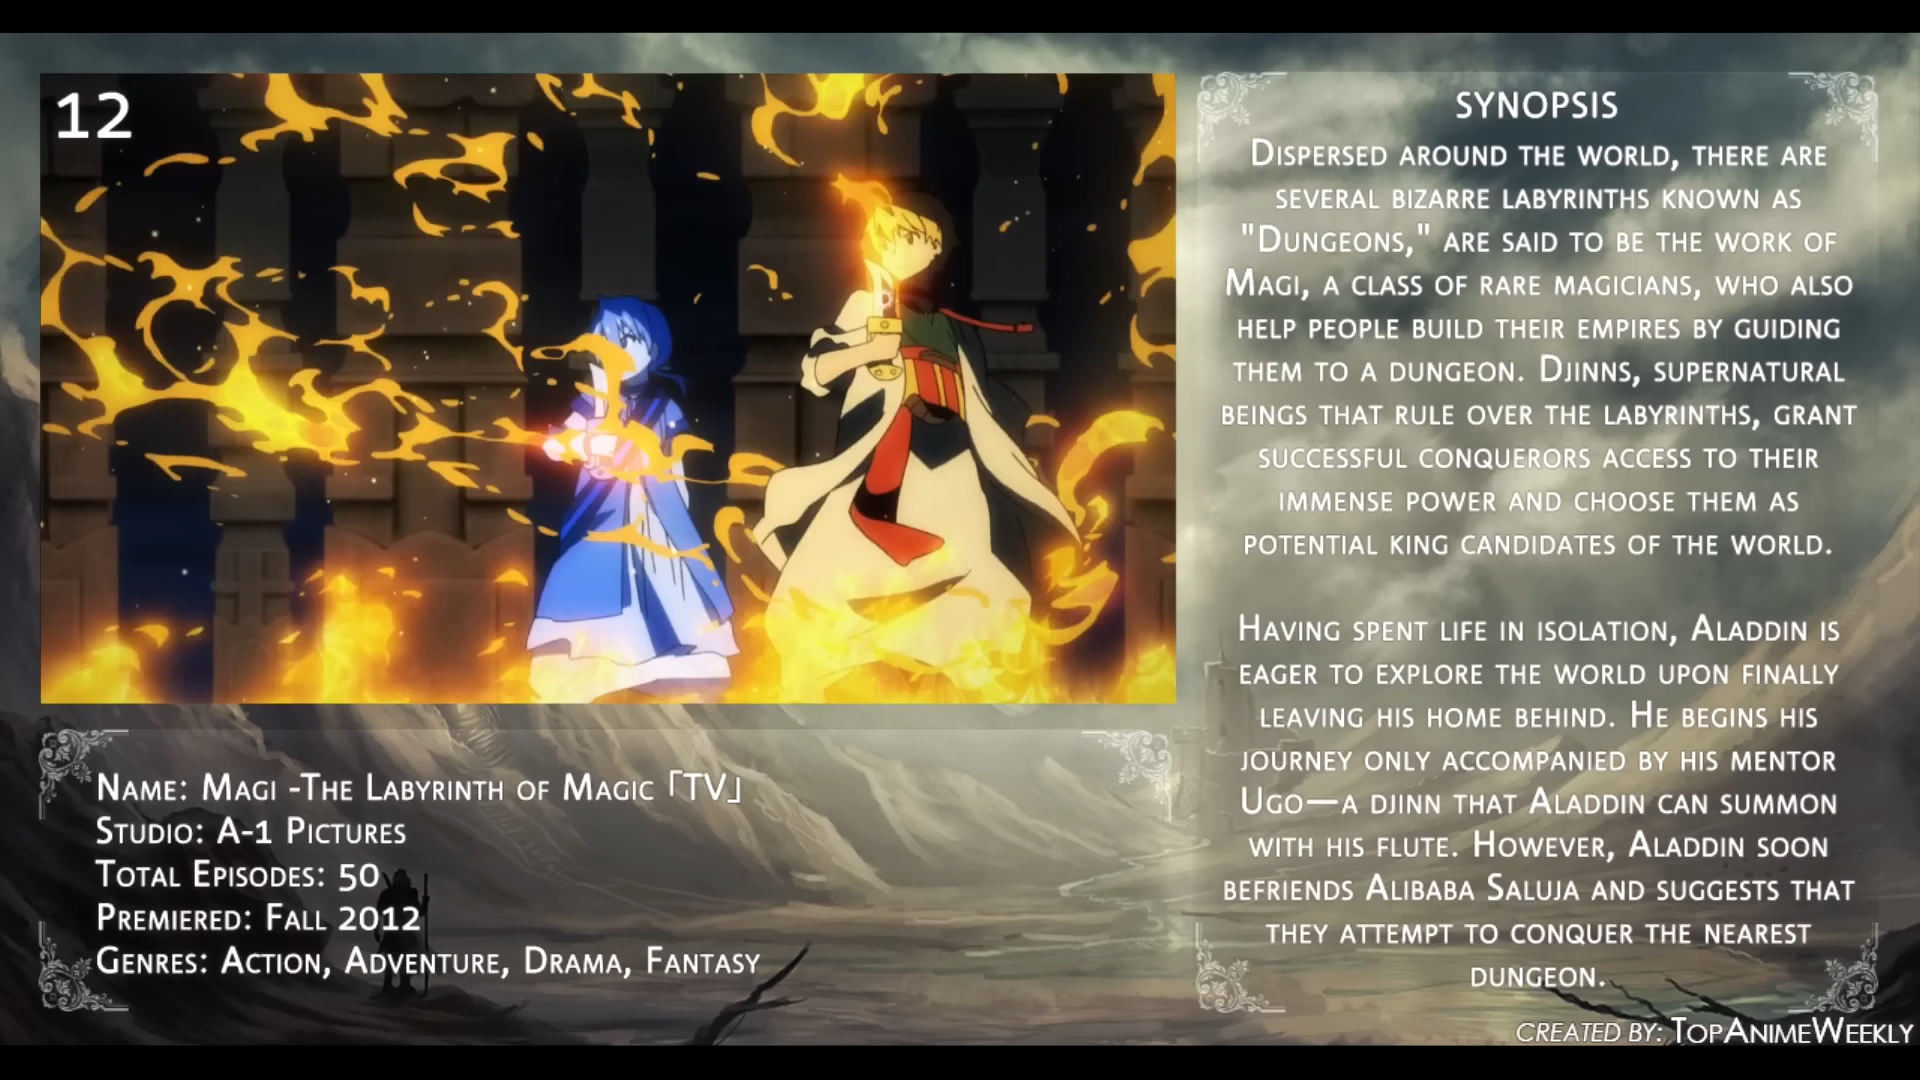 12
SYNOPSIS
DISPERSED AROUND THE WORLD, THERE ARE
SEVERAL BIZARRE LABYRINTHS KNOWN AS
"DUNGEONS," ARE SAID TO BE THE WORK OF
MAGI, A CLASS OF RARE MAGICIANS, WHO ALSO
HELP PEOPLE BUILD THEIR EMPIRES BY GUIDING
THEM TO A DUNGEON. DJINNS, SUPERNATURAL
BEINGS THAT RULE OVER THE LABYRINTHS, GRANT
SUCCESSFUL CONQUERORS ACCESS TO THEIR
IMMENSE POWER AND CHOOSE THEM AS
POTENTIAL KING CANDIDATES OF THE WORLD.
HAVING SPENT LIFE IN ISOLATION, ALADDIN IS
EAGER TO EXPLORE THE WORLD UPON FINALLY
LEAVING HIS HOME BEHIND. HE BEGINS HIS
JOURNEY ONLY ACCOMPANIED BY HIS MENTOR
UGO—A DJINN THAT ALADDIN CAN SUMMON
WITH HIS FLUTE. HOWEVER, ALADDIN SOON
BEFRIENDS ALIBABA SALUJA AND SUGGESTS THAT
THEY ATTEMPT TO CONQUER THE NEAREST
DUNGEON.
NAME: MAGI -THE LABYRINTH OF MAGIC「TV」
STUDIO: A-1 PICTURES
TOTAL EPISODES: 50
PREMIERED: FALL 2012
GENRES: ACTION, ADVENTURE, DRAMA, FANTASY
CREATED BY: TOPANIMEWEEKLY